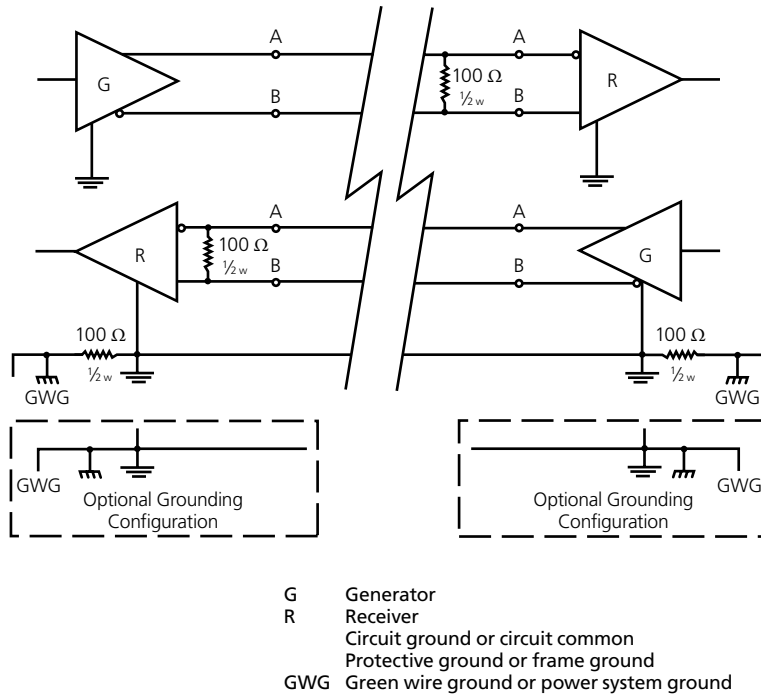 A
A
G
100 Ω
½ w
R
B
B
A
A
R
100 Ω
½ w
G
B
B
100 Ω
½ w
100 Ω
½ w
GWG
GWG
GWG
Optional Grounding
Configuration
Optional Grounding
Configuration
GWG
G Generator
R Receiver
Circuit ground or circuit common
Protective ground or frame ground
GWG Green wire ground or power system ground